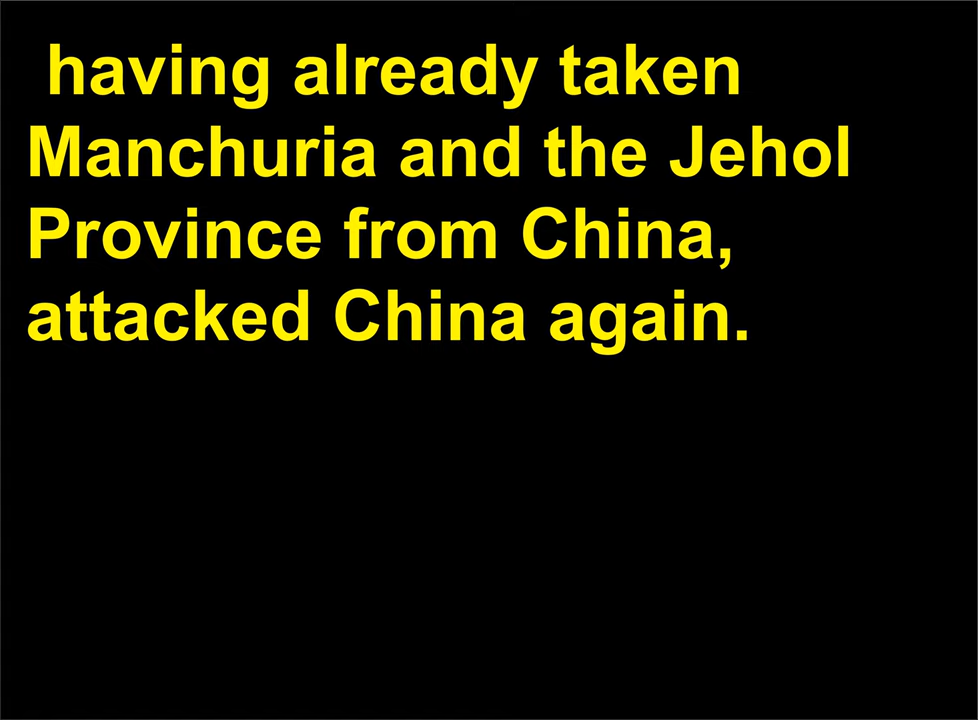 having already taken
Manchuria and the Jehol
Province from China,
attacked China again.